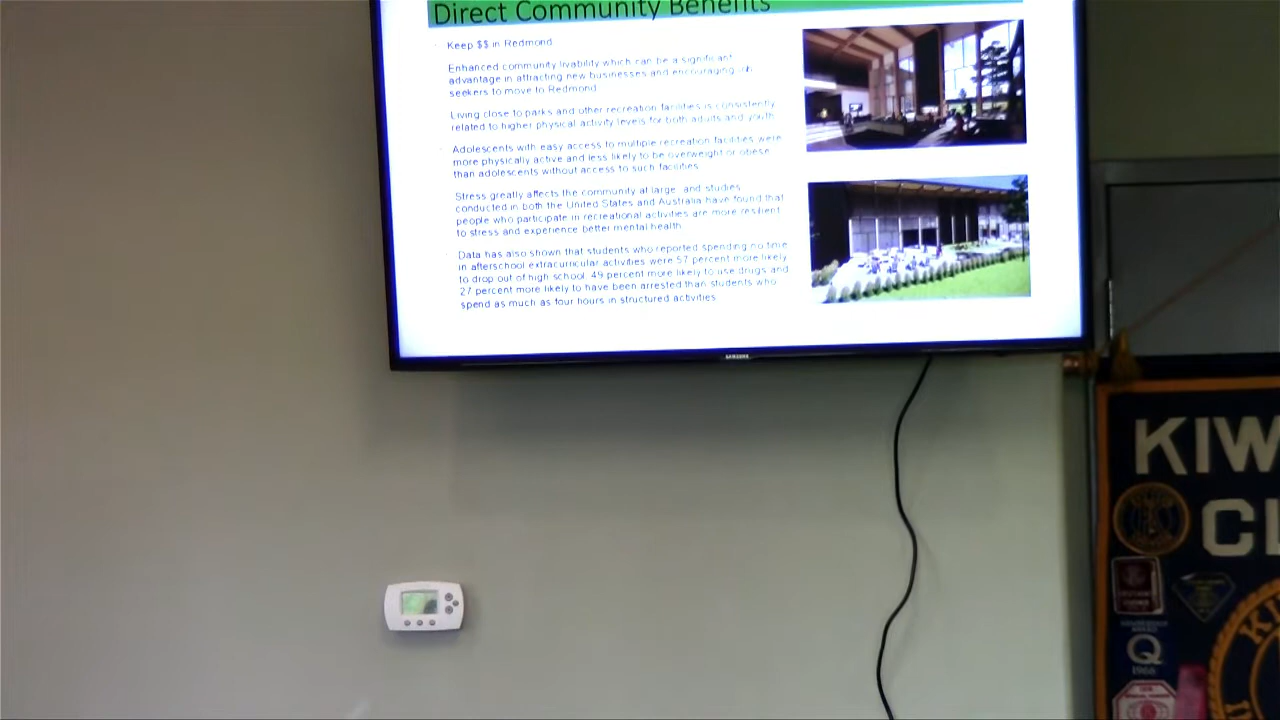 Direct Community Benefits
Keep $$ in Redmond
Enhanced community livability which can be a significant
advantage in attracting new businesses and encouraging job
seekers to move to Redmond
Living close to parks and other recreation facilities is consistently
related to higher physical activity levels for both adults and youth
Adolescents with easy access to multiple recreation facilities were
more physically active and less likely to be overweight or obese
than adolescents without access to such facilities
Stress greatly affects the community at large and studies
conducted in both the United States and Australia have found that
people who participate in recreational activities are more resilient
to stress and experience better mental health
Data has also shown that students who reported spending no time
in afterschool extracurricular activities were 57 percent more likely
to drop out of high school, 49 percent more likely to use drugs and
27 percent more likely to have been arrested than students who
spend as much as four hours in structured activities
SAMSUNG
KIW
CL
Q
1966
KI